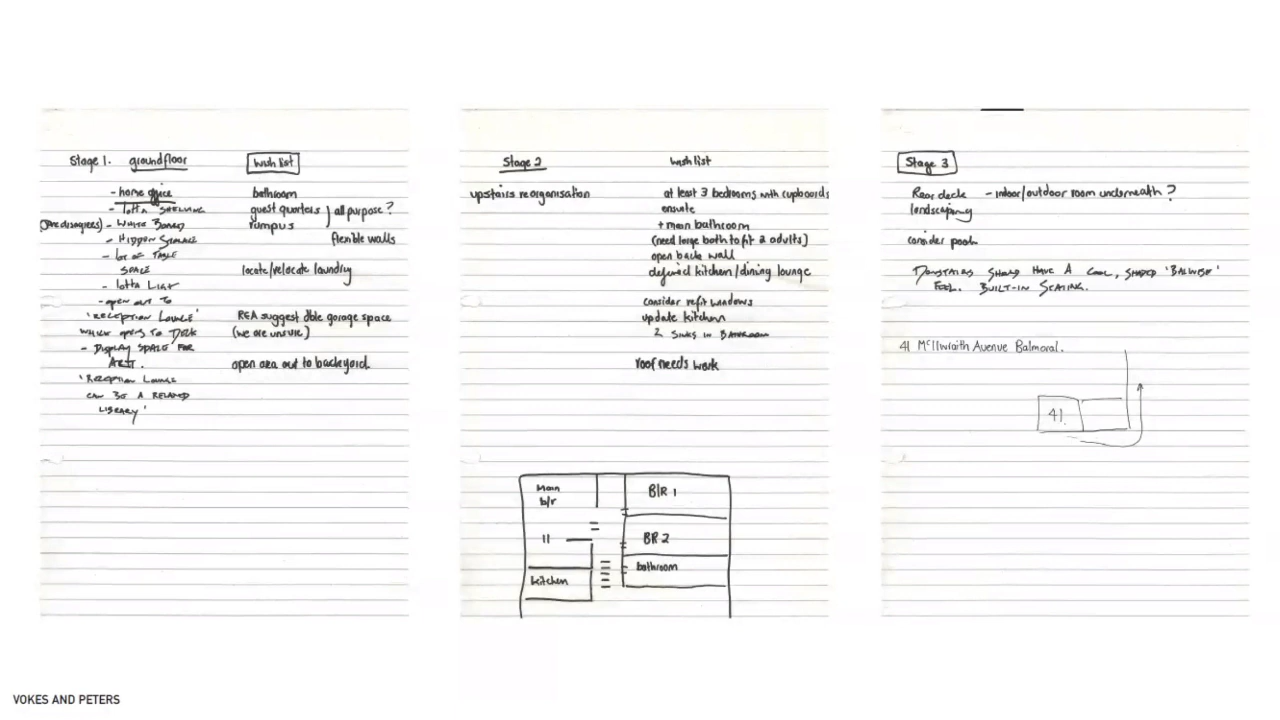 Stage 1. groundfloor
wish list
- home office
- lotta SHELVING
(Jane disagrees) - WHITE BOARD
- HIDDEN STORAGE
- LOT OF TABLE
SPACE
- lotta LIGHT
- open out to
'RECEPTION LOUNGE'
WHICH opens To DECK
- DISPLAY SPACE FOR
ART.
'RECEPTION LOUNGE
CAN BE A RELAXED
LIBRARY'
bathroom
guest quarters } all purpose?
rumpus
flexible walls
locate/relocate laundry
REA suggest dble garage space
(we are unsure)
open area out to backyard.
Stage 2
wish list
upstairs reorganisation
at least 3 bedrooms with cupboards
ensuite
+ main bathroom
(need large bath to fit 2 adults)
open back wall
defined kitchen/dining lounge
consider refit windows
update kitchen
2 SINKS IN BATHROOM
roof needs work
Main
b/r
B/R 1
BR 2
bathroom
kitchen
Stage 3
Rear deck - indoor/outdoor room underneath?
landscaping
consider pool.
DOWNSTAIRS SHOULD HAVE A COOL, SHADED 'BALINESE'
FEEL. BUILT-IN SEATING.
41 McIlwraith Avenue Balmoral.
41.
VOKES AND PETERS